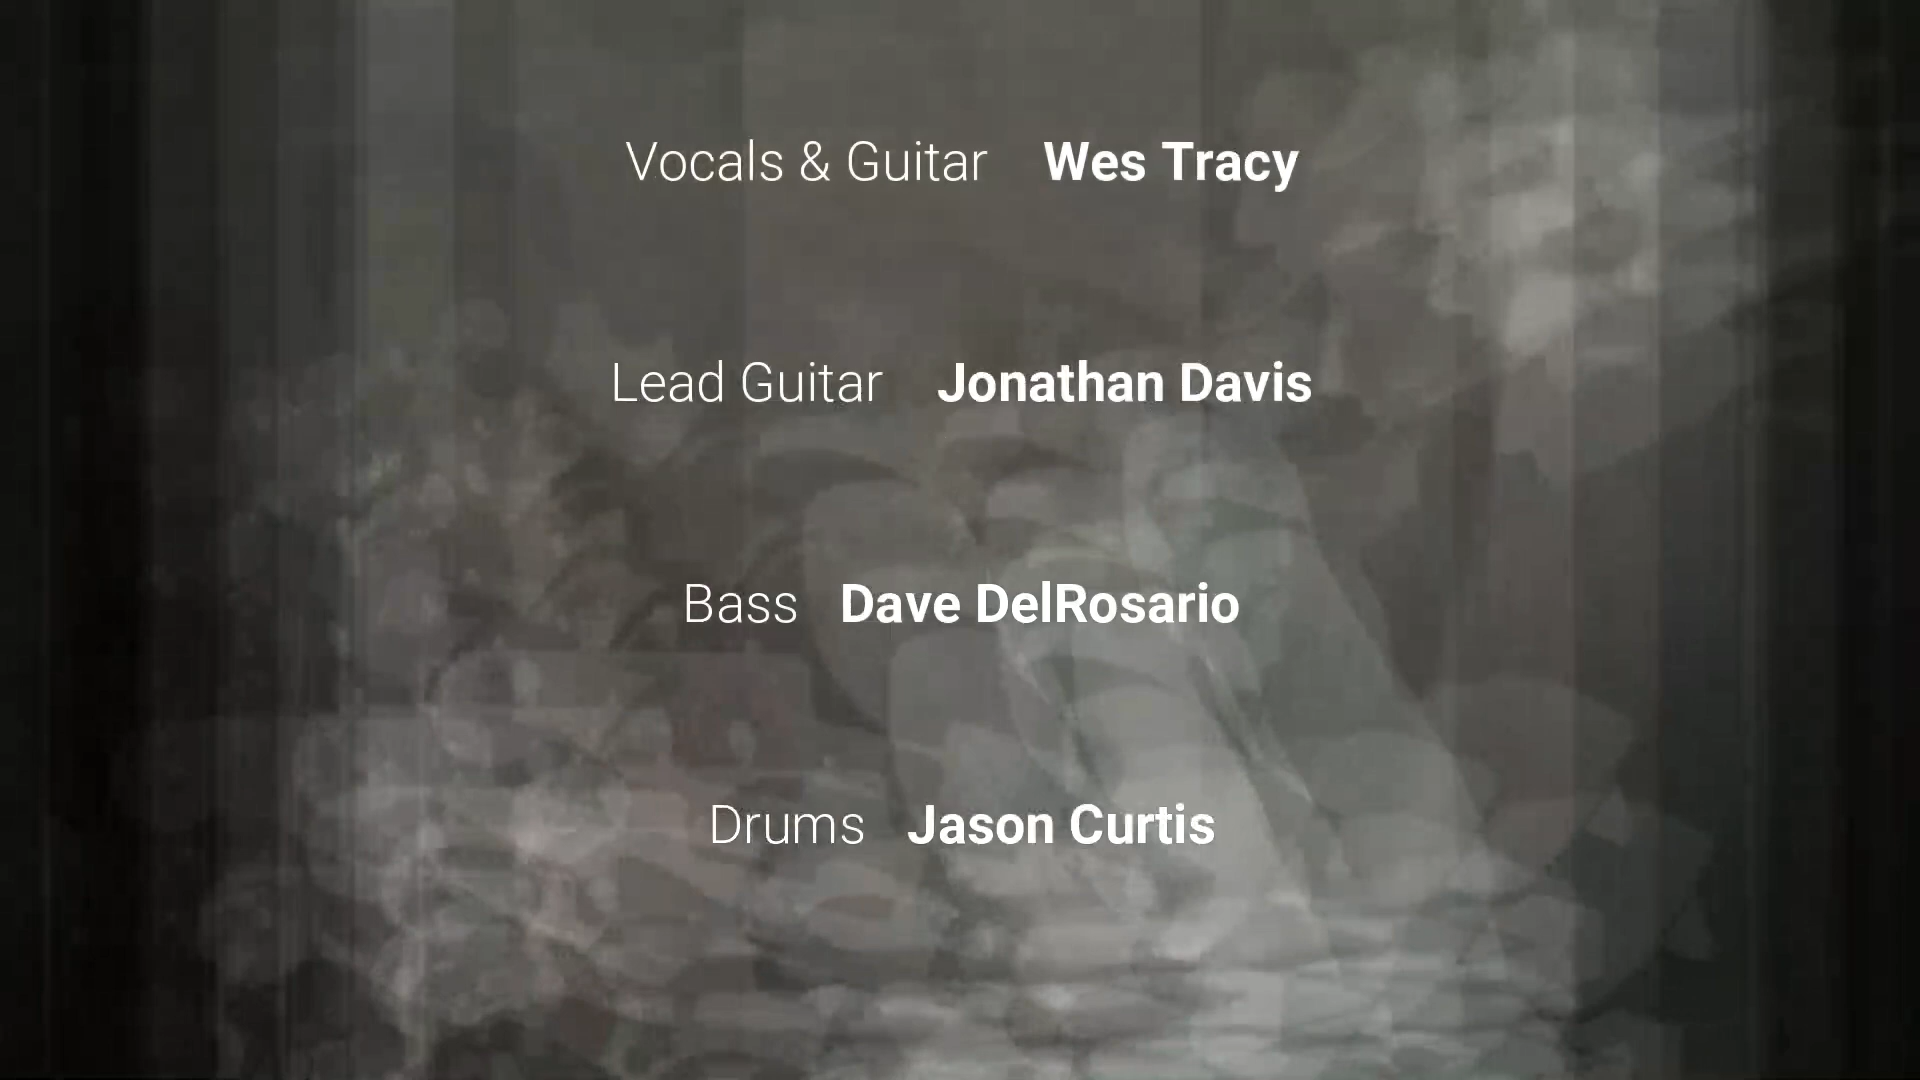 Vocals & Guitar Wes Tracy
Lead Guitar Jonathan Davis
Bass Dave DelRosario
Drums Jason Curtis